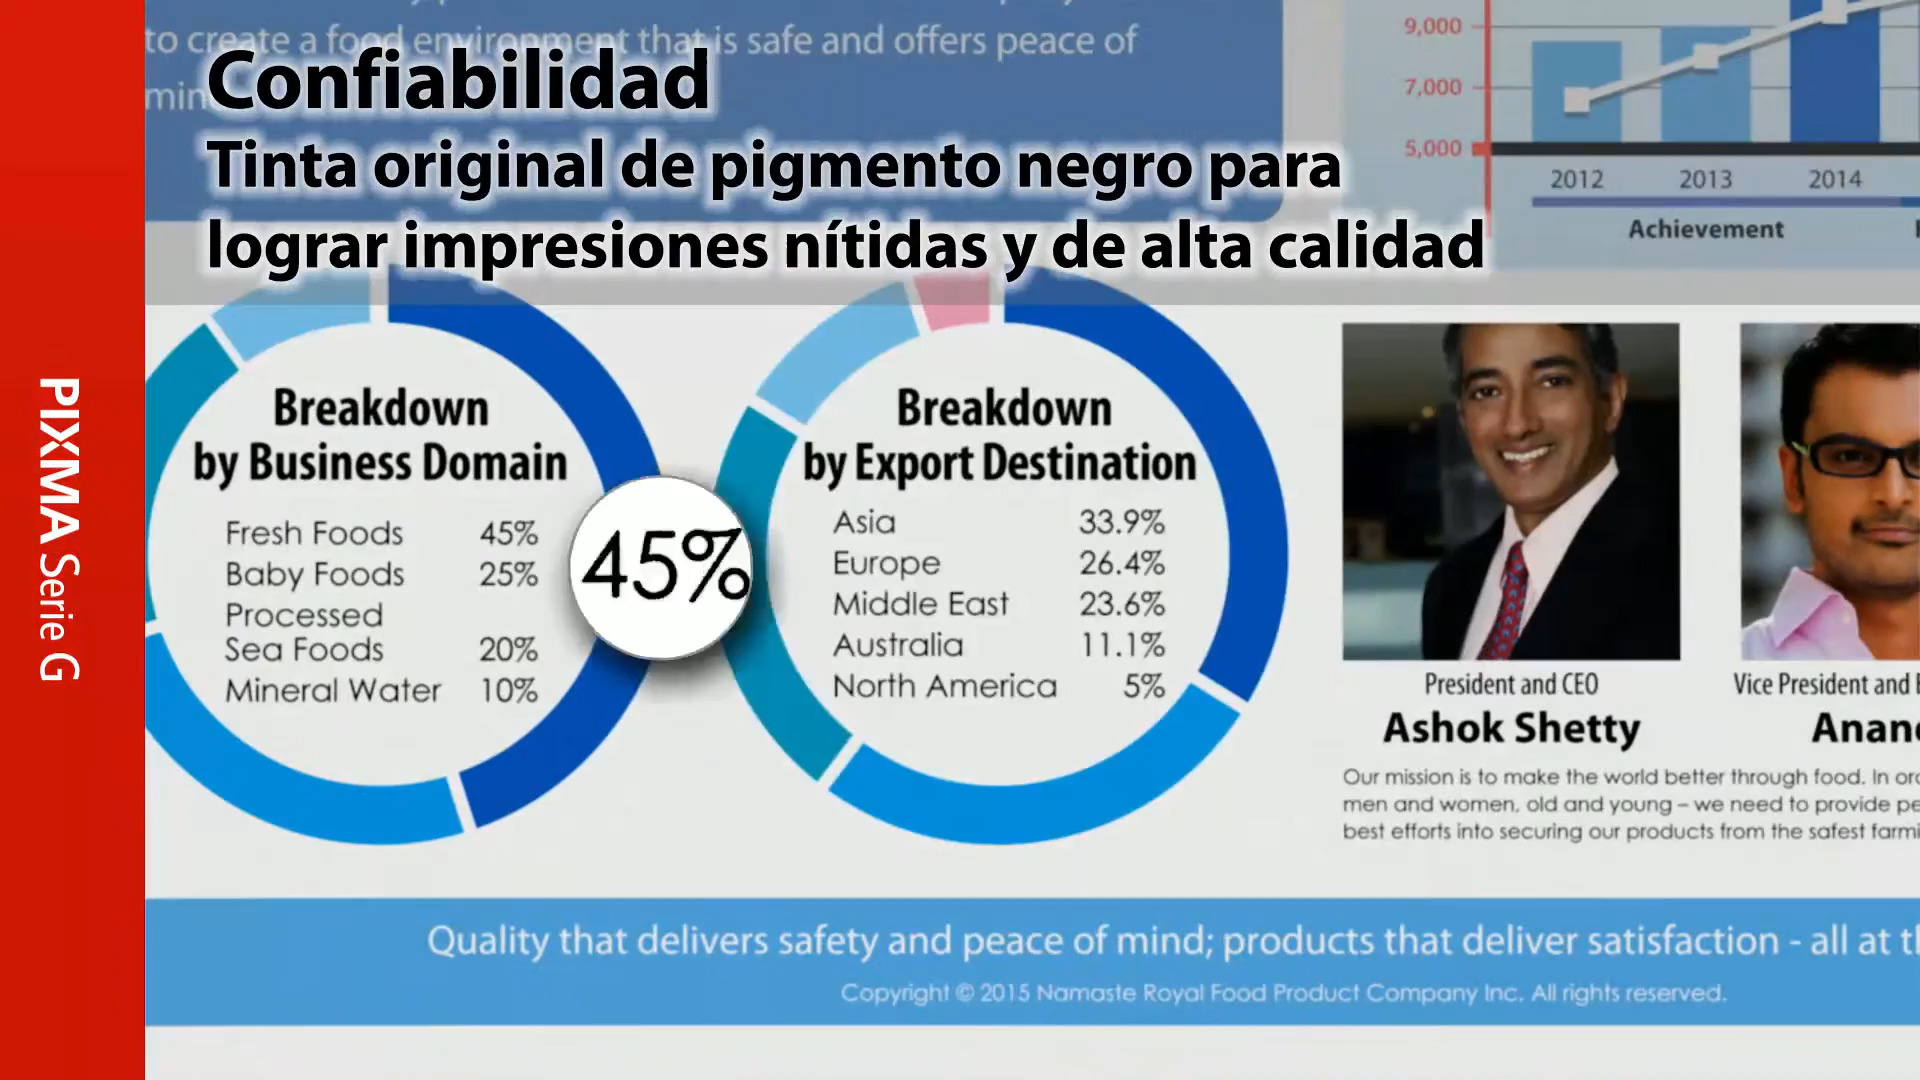 to create a food environment that is safe and offers peace of
Confiabilidad
Tinta original de pigmento negro para
lograr impresiones nítidas y de alta calidad
PIXMA Serie G
9,000
7,000
5,000
2012 2013 2014
Achievement
Breakdown
by Business Domain
Fresh Foods 45%
Baby Foods 25%
Processed
Sea Foods 20%
Mineral Water 10%
45%
Breakdown
by Export Destination
Asia 33.9%
Europe 26.4%
Middle East 23.6%
Australia 11.1%
North America 5%
President and CEO
Ashok Shetty
Vice President and
Our mission is to make the world better through food. In
men and women, old and young – we need to provide
best efforts into securing our products from the safest
Quality that delivers safety and peace of mind; products that deliver satisfaction - all at
Copyright © 2015 Namaste Royal Food Product Company Inc. All rights reserved.